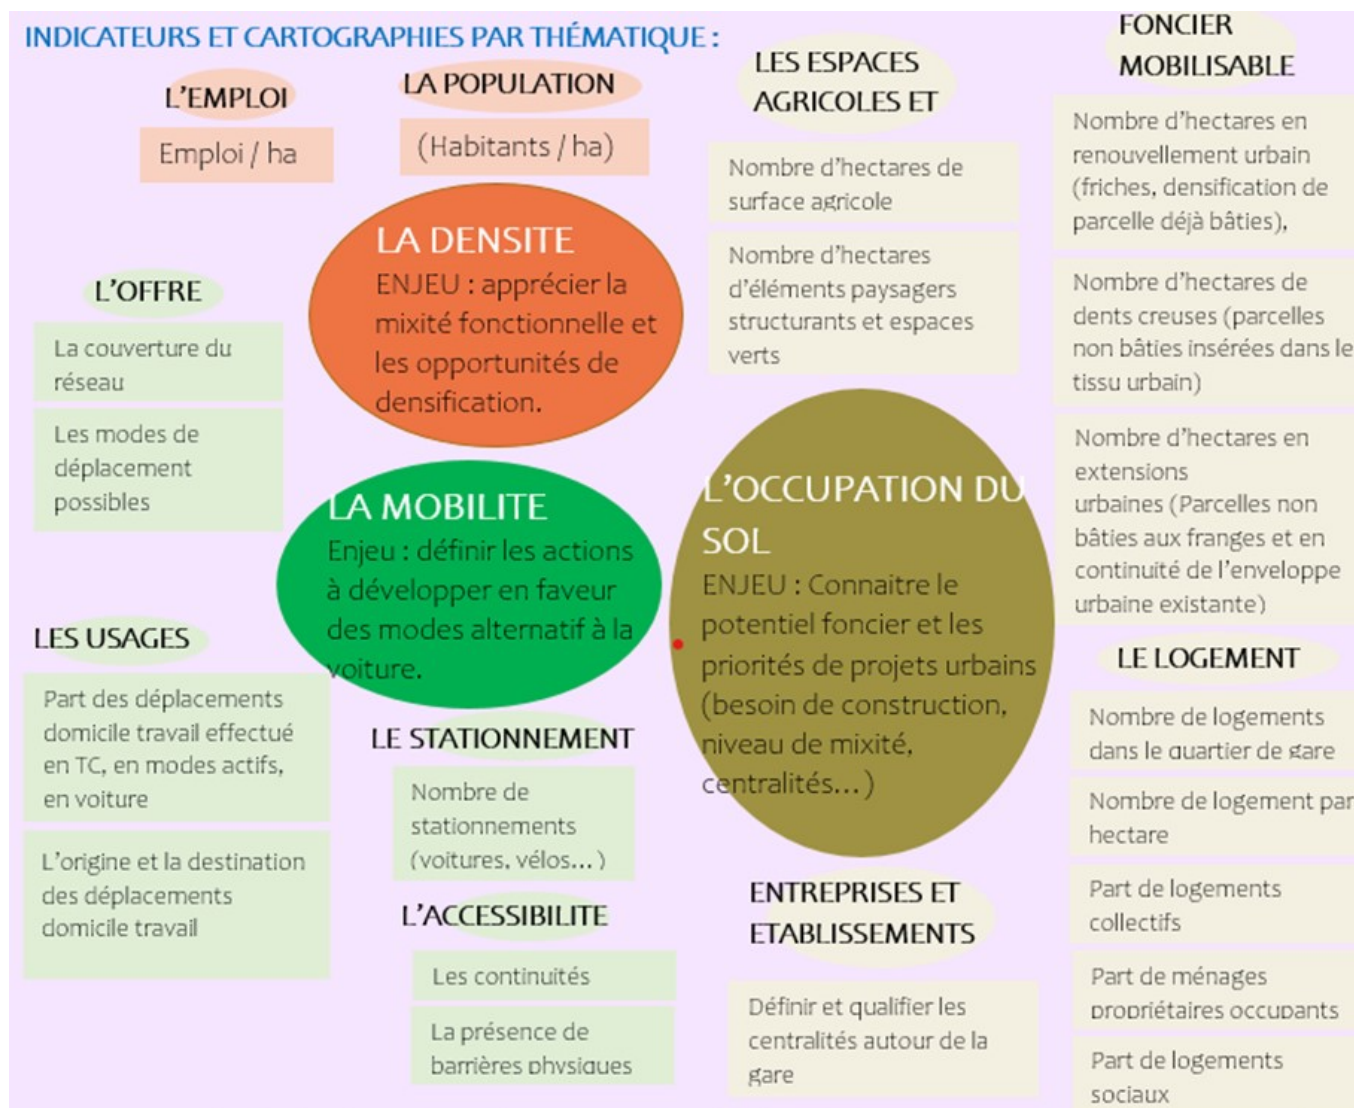 INDICATEURS ET CARTOGRAPHIES PAR THÉMATIQUE :
L'EMPLOI
Emploi / ha
LA POPULATION
(Habitants / ha)
LA DENSITE
ENJEU : apprécier la
mixité fonctionnelle et
les opportunités de
densification.
L'OFFRE
La couverture du
réseau
Les modes de
déplacement
possibles
LA MOBILITE
Enjeu : définir les actions
à développer en faveur
des modes alternatif à la
voiture.
LES USAGES
Part des déplacements
domicile travail effectué
en TC, en modes actifs,
en voiture
L'origine et la destination
des déplacements
domicile travail
LE STATIONNEMENT
Nombre de
stationnements
(voitures, vélos... )
L'ACCESSIBILITE
Les continuités
La présence de
barrières physiques
LES ESPACES
AGRICOLES ET
Nombre d'hectares de
surface agricole
Nombre d'hectares
d'éléments paysagers
structurants et espaces
verts
L'OCCUPATION DU
SOL
ENJEU : Connaitre le
potentiel foncier et les
priorités de projets urbains
(besoin de construction,
niveau de mixité,
centralités... )
ENTREPRISES ET
ETABLISSEMENTS
Définir et qualifier les
centralités autour de la
gare
FONCIER
MOBILISABLE
Nombre d'hectares en
renouvellement urbain
(friches, densification de
parcelle déjà bâties),
Nombre d'hectares de
dents creuses (parcelles
non bâties insérées dans le
tissu urbain)
Nombre d'hectares en
extensions
urbaines (Parcelles non
bâties aux franges et en
continuité de l'enveloppe
urbaine existante)
LE LOGEMENT
Nombre de logements
dans le quartier de gare
Nombre de logement par
hectare
Part de logements
collectifs
Part de ménages
propriétaires occupants
Part de logements
sociaux